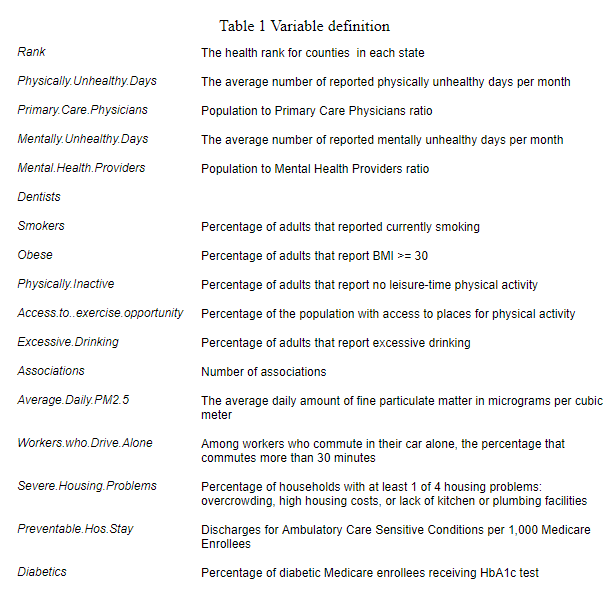 Table 1 Variable definition
Rank The health rank for counties in each state
Physically.Unhealthy.Days The average number of reported physically unhealthy days per month
Primary.Care.Physicians Population to Primary Care Physicians ratio
Mentally.Unhealthy.Days The average number of reported mentally unhealthy days per month
Mental.Health.Providers Population to Mental Health Providers ratio
Dentists
Smokers Percentage of adults that reported currently smoking
Obese Percentage of adults that report BMI >= 30
Physically.Inactive Percentage of adults that report no leisure-time physical activity
Access.to..exercise.opportunity Percentage of the population with access to places for physical activity
Excessive.Drinking Percentage of adults that report excessive drinking
Associations Number of associations
Average.Daily.PM2.5 The average daily amount of fine particulate matter in micrograms per cubic
meter
Workers.who.Drive.Alone Among workers who commute in their car alone, the percentage that
commutes more than 30 minutes
Severe.Housing.Problems Percentage of households with at least 1 of 4 housing problems:
overcrowding, high housing costs, or lack of kitchen or plumbing facilities
Preventable.Hos.Stay Discharges for Ambulatory Care Sensitive Conditions per 1,000 Medicare
Enrollees
Diabetics Percentage of diabetic Medicare enrollees receiving HbA1c test